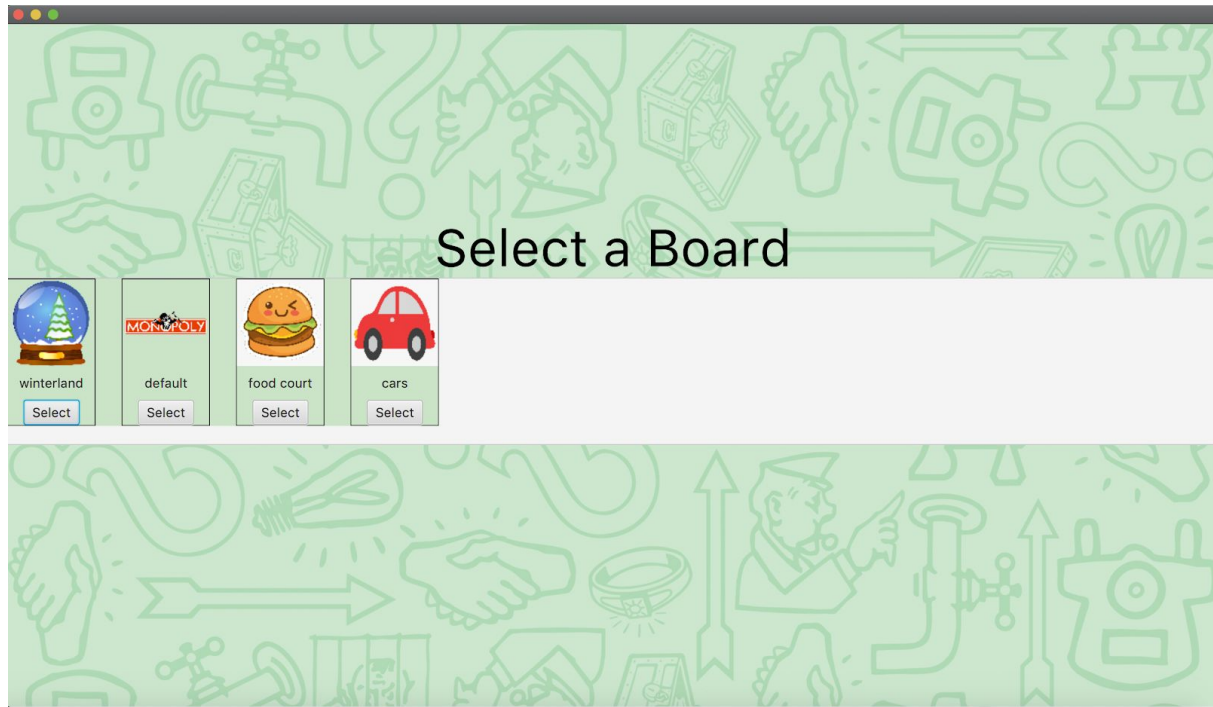 Select a Board
MONOPOLY
winterland
default
food court
cars
Select
Select
Select
Select